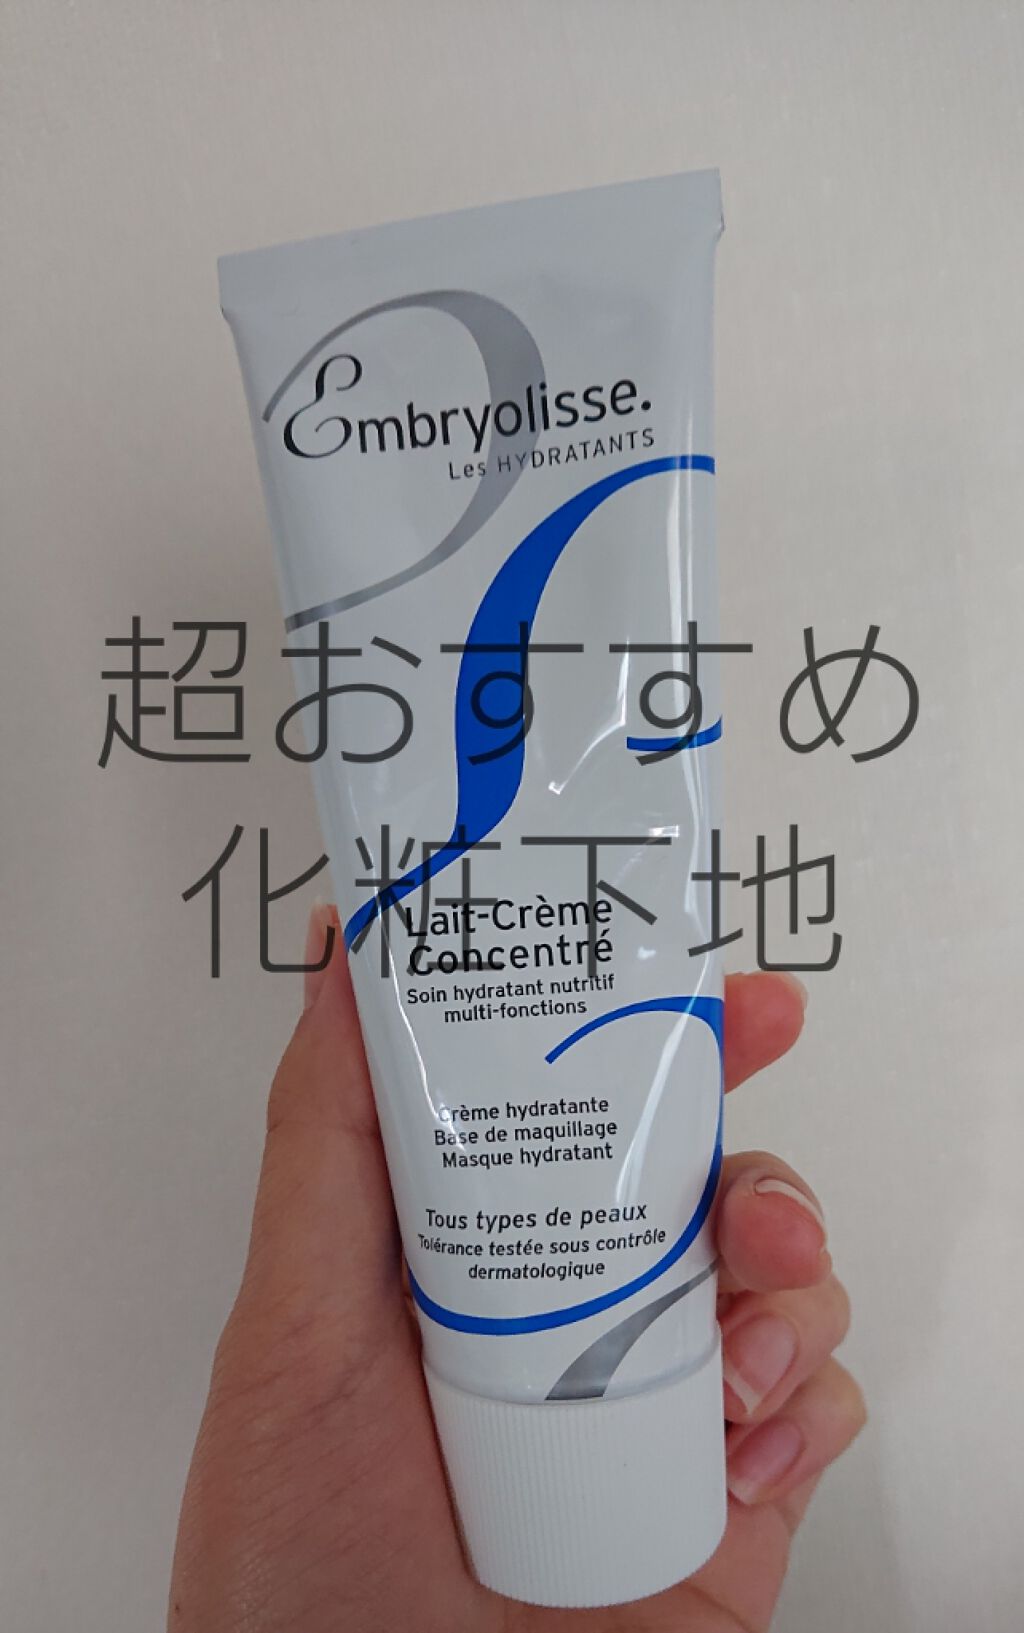 Embryolisse.
Les HYDRATANTS
超おすすめ
化粧下地
Lait-Crème
Concentré
Soin hydratant nutritif
multi-fonctions
Crème hydratante
Base de maquillage
Masque hydratant
Tous types de peaux
Tolérance testée sous contrôle
dermatologique